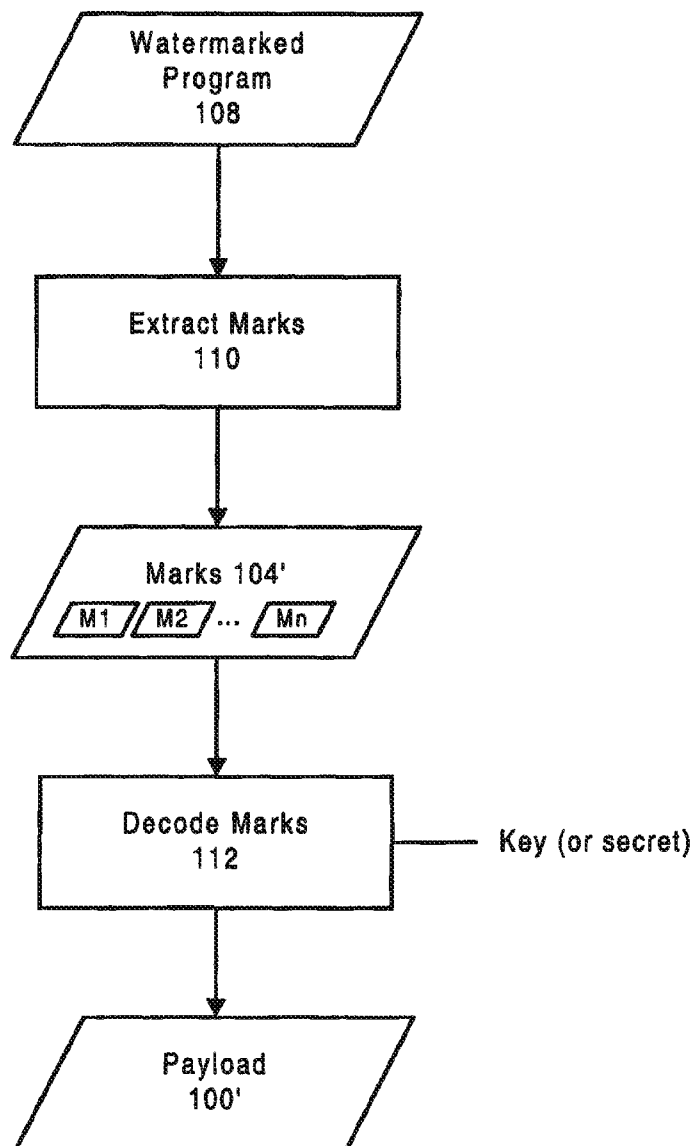 Watermarked
Program
108
Extract Marks
110
Marks 104'
M1 M2 ... Mn
Decode Marks
112
Key (or secret)
Payload
100'